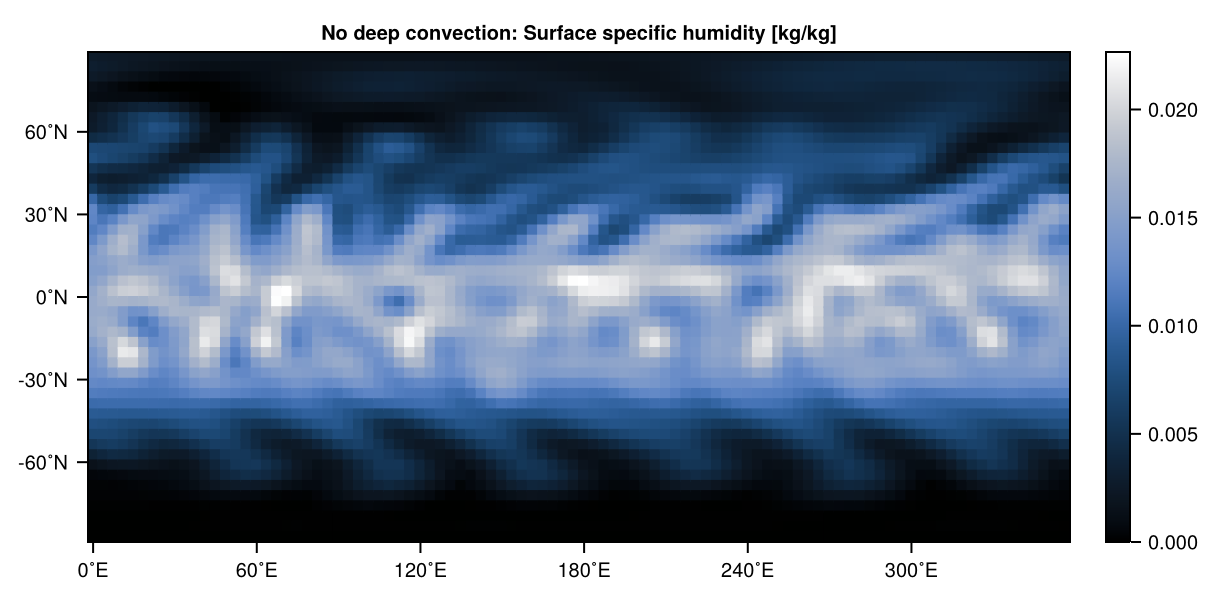 No deep convection: Surface specific humidity [kg/kg]
60˚N
30˚N
0˚N
-30˚N
-60˚N
0˚E
60˚E
120˚E
180˚E
240˚E
300˚E
0.020
0.015
0.010
0.005
0.000